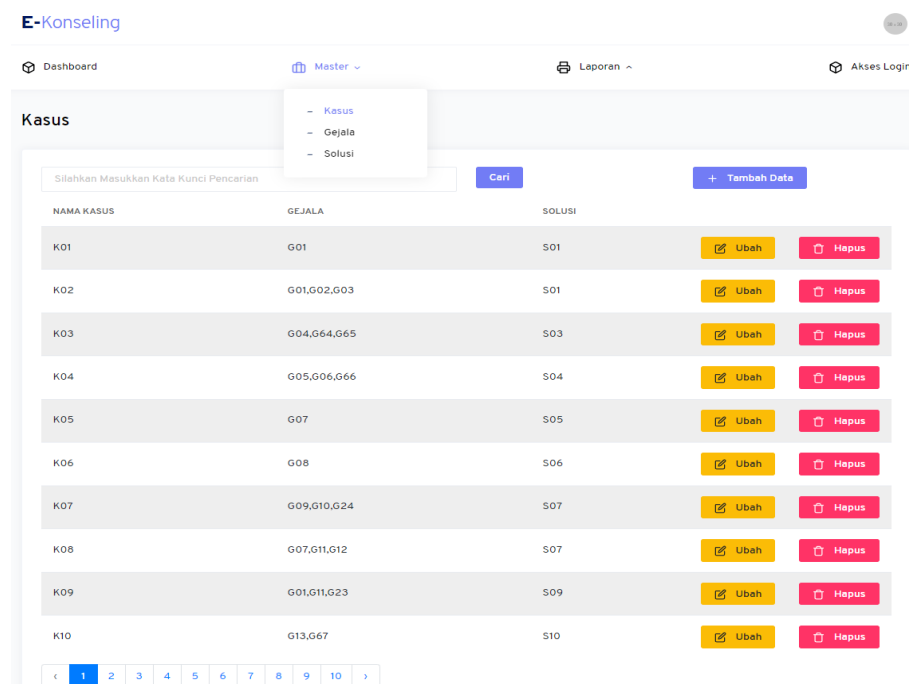 E-Konseling
Dashboard Master Laporan Akses Login
Kasus
Gejala
Solusi
Kasus
Silahkan Masukkan Kata Kunci Pencarian Cari + Tambah Data
NAMA KASUS GEJALA SOLUSI
K01 G01 S01 Ubah Hapus
K02 G01,G02,G03 S01 Ubah Hapus
K03 G04,G64,G65 S03 Ubah Hapus
K04 G05,G06,G66 S04 Ubah Hapus
K05 G07 S05 Ubah Hapus
K06 G08 S06 Ubah Hapus
K07 G09,G10,G24 S07 Ubah Hapus
K08 G07,G11,G12 S07 Ubah Hapus
K09 G01,G11,G23 S09 Ubah Hapus
K10 G13,G67 S10 Ubah Hapus
‹ 1 2 3 4 5 6 7 8 9 10 ›